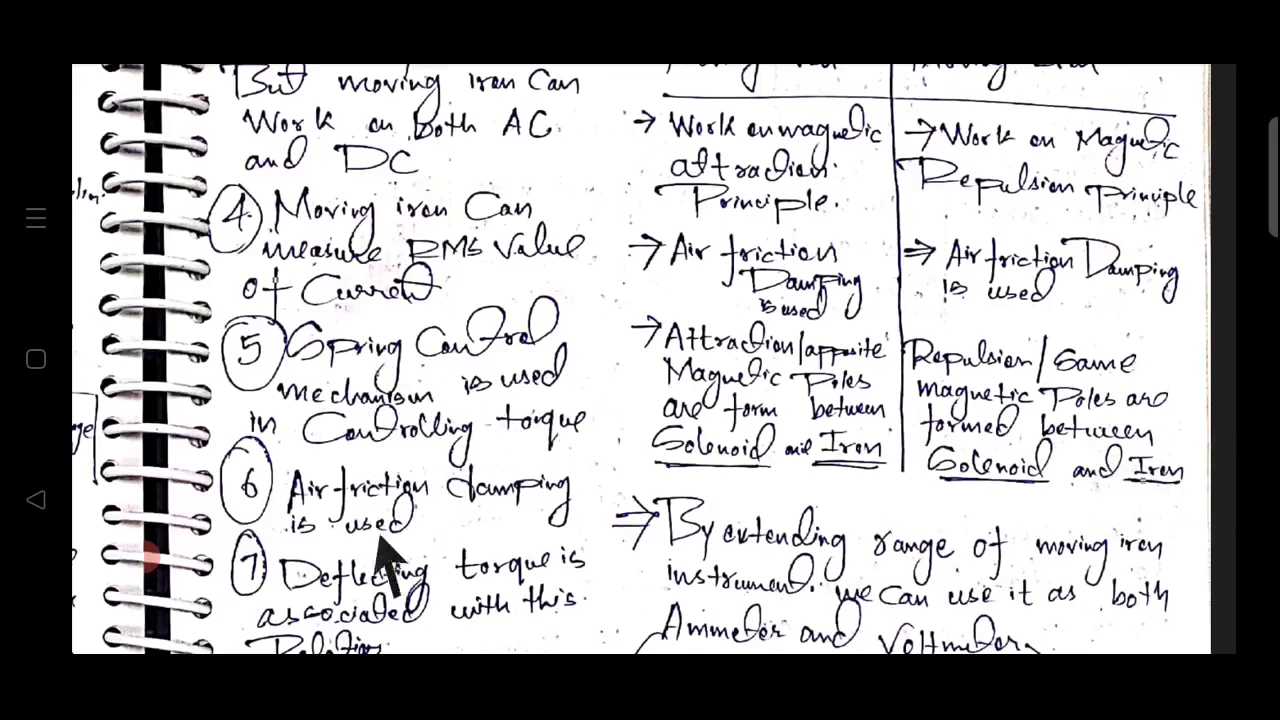 But moving iron Can
Work on Both AC
and DC
④ Moving iron Can
measure RMS Value
of Current
⑤ Spring Control
mechanism is used
in Controlling torque
⑥ Air friction damping
is used
⑦ Deflecting torque is
associated with this
→ Work on magnetic
attraction
Principle.
→ Air friction
Damping
is used
→ Attraction/opposite
Magnetic Poles
are form between
Solenoid and Iron
→ Work on Magnetic
Repulsion Principle
⇒ Air friction Damping
is used
Repulsion/Same
magnetic Poles are
formed between
Solenoid and Iron
⇒ By extending range of moving iron
instrument. we can use it as both
Ammeter and Voltmeter